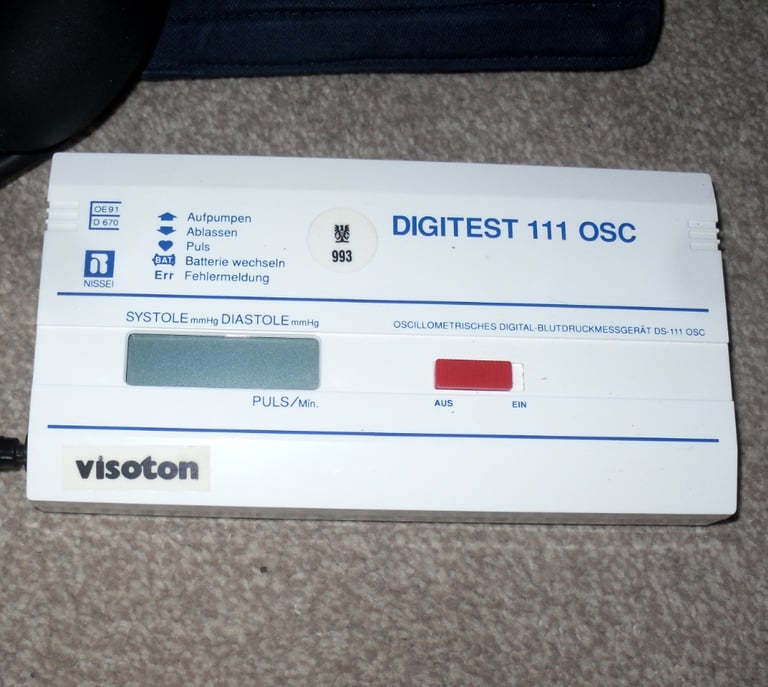 OE91
D 670
NISSEI
Aufpumpen
Ablassen
Puls
BAT. Batterie wechseln
Err Fehlermeldung
993
DIGITEST 111 OSC
SYSTOLE mmHg DIASTOLE mmHg
OSCILLOMETRISCHES DIGITAL-BLUTDRUCKMESSGERÄT DS-111 OSC
PULS/Min.
AUS EIN
visoton